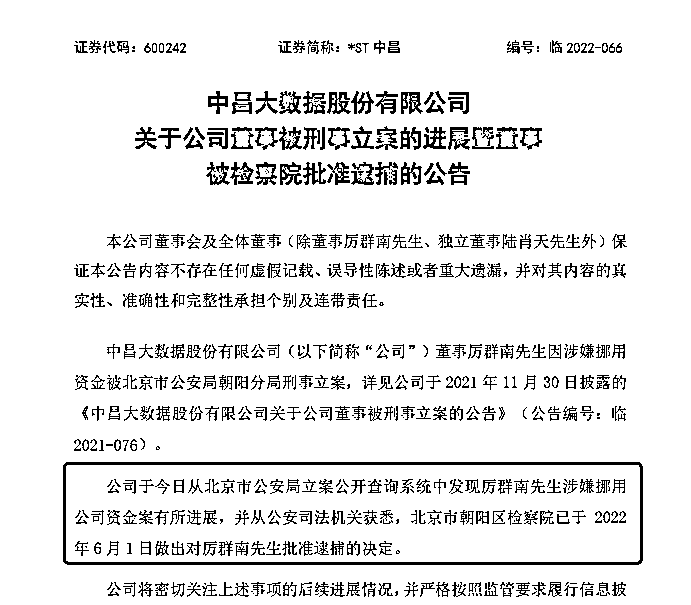 证券代码：600242 证券简称：*ST 中昌 编号：临 2022-066
中昌大数据股份有限公司
关于公司董事被刑事立案的进展暨董事
被检察院批准逮捕的公告
本公司董事会及全体董事（除董事厉群南先生、独立董事陆肖天先生外）保
证本公告内容不存在任何虚假记载、误导性陈述或者重大遗漏，并对其内容的真
实性、准确性和完整性承担个别及连带责任。
中昌大数据股份有限公司（以下简称“公司”）董事厉群南先生因涉嫌挪用
资金被北京市公安局朝阳分局刑事立案，详见公司于 2021 年 11 月 30 日披露的
《中昌大数据股份有限公司关于公司董事被刑事立案的公告》（公告编号：临
2021-076）。
公司于今日从北京市公安局立案公开查询系统中发现厉群南先生涉嫌挪用
公司资金案有所进展，并从公安司法机关获悉，北京市朝阳区检察院已于 2022
年 6 月 1 日做出对厉群南先生批准逮捕的决定。
公司将密切关注上述事项的后续进展情况，并严格按照监管要求履行信息披